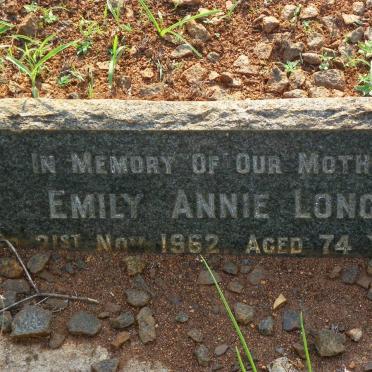 IN MEMORY OF OUR MOTH
EMILY ANNIE LONG
21ST NOV 1962 AGED 74